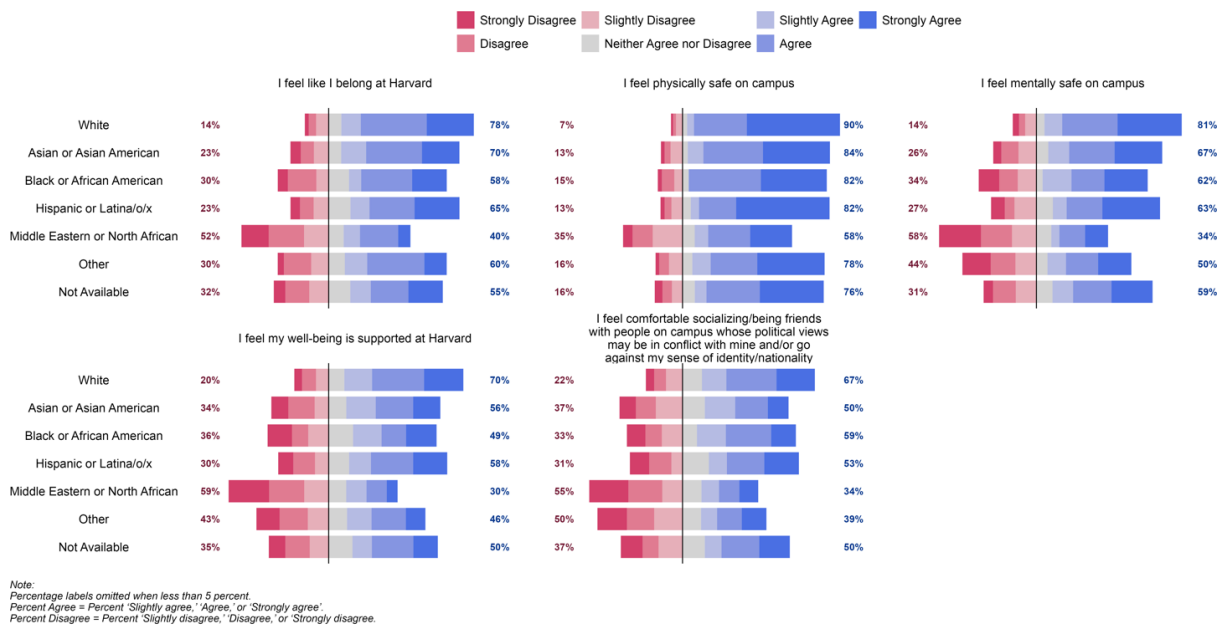 Strongly Disagree Slightly Disagree Slightly Agree Strongly Agree
Disagree Neither Agree nor Disagree Agree
I feel like I belong at Harvard I feel physically safe on campus I feel mentally safe on campus
White 14% 78% 7% 90% 14% 81%
Asian or Asian American 23% 70% 13% 84% 26% 67%
Black or African American 30% 58% 15% 82% 34% 62%
Hispanic or Latina/o/x 23% 65% 13% 82% 27% 63%
Middle Eastern or North African 52% 40% 35% 58% 58% 34%
Other 30% 60% 16% 78% 44% 50%
Not Available 32% 55% 16% 76% 31% 59%
I feel my well-being is supported at Harvard
I feel comfortable socializing/being friends
with people on campus whose political views
may be in conflict with mine and/or go
against my sense of identity/nationality
White 20% 70% 22% 67%
Asian or Asian American 34% 56% 37% 50%
Black or African American 36% 49% 33% 59%
Hispanic or Latina/o/x 30% 58% 31% 53%
Middle Eastern or North African 59% 30% 55% 34%
Other 43% 46% 50% 39%
Not Available 35% 50% 37% 50%
Note:
Percentage labels omitted when less than 5 percent.
Percent Agree = Percent ‘Slightly agree,’ ‘Agree,’ or ‘Strongly agree’.
Percent Disagree = Percent ‘Slightly disagree,’ ‘Disagree,’ or ‘Strongly disagree.